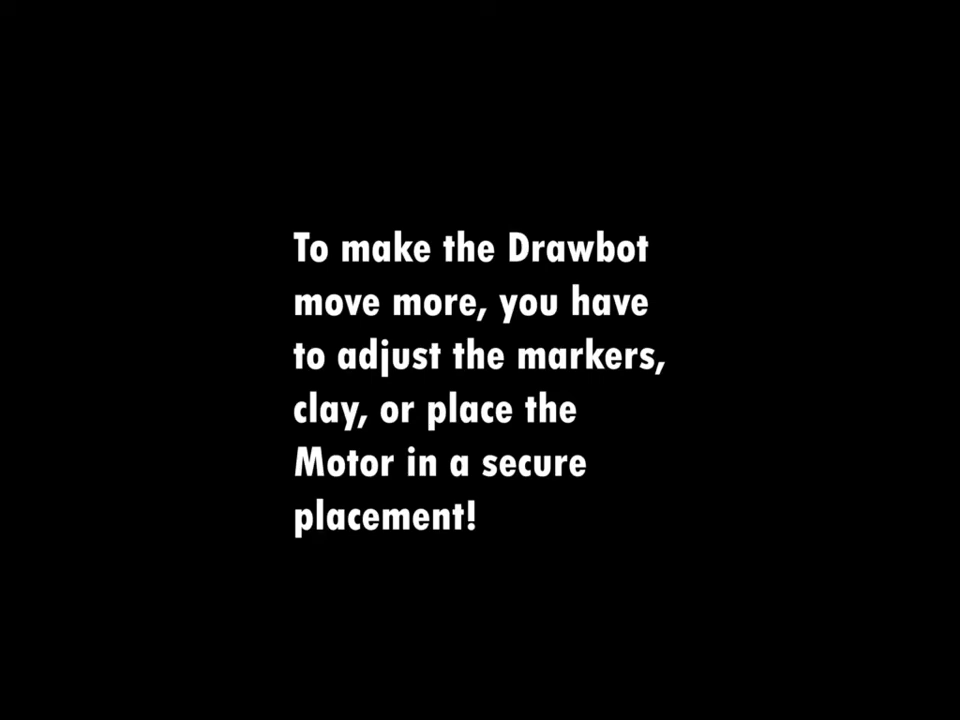 To make the Drawbot
move more, you have
to adjust the markers,
clay, or place the
Motor in a secure
placement!